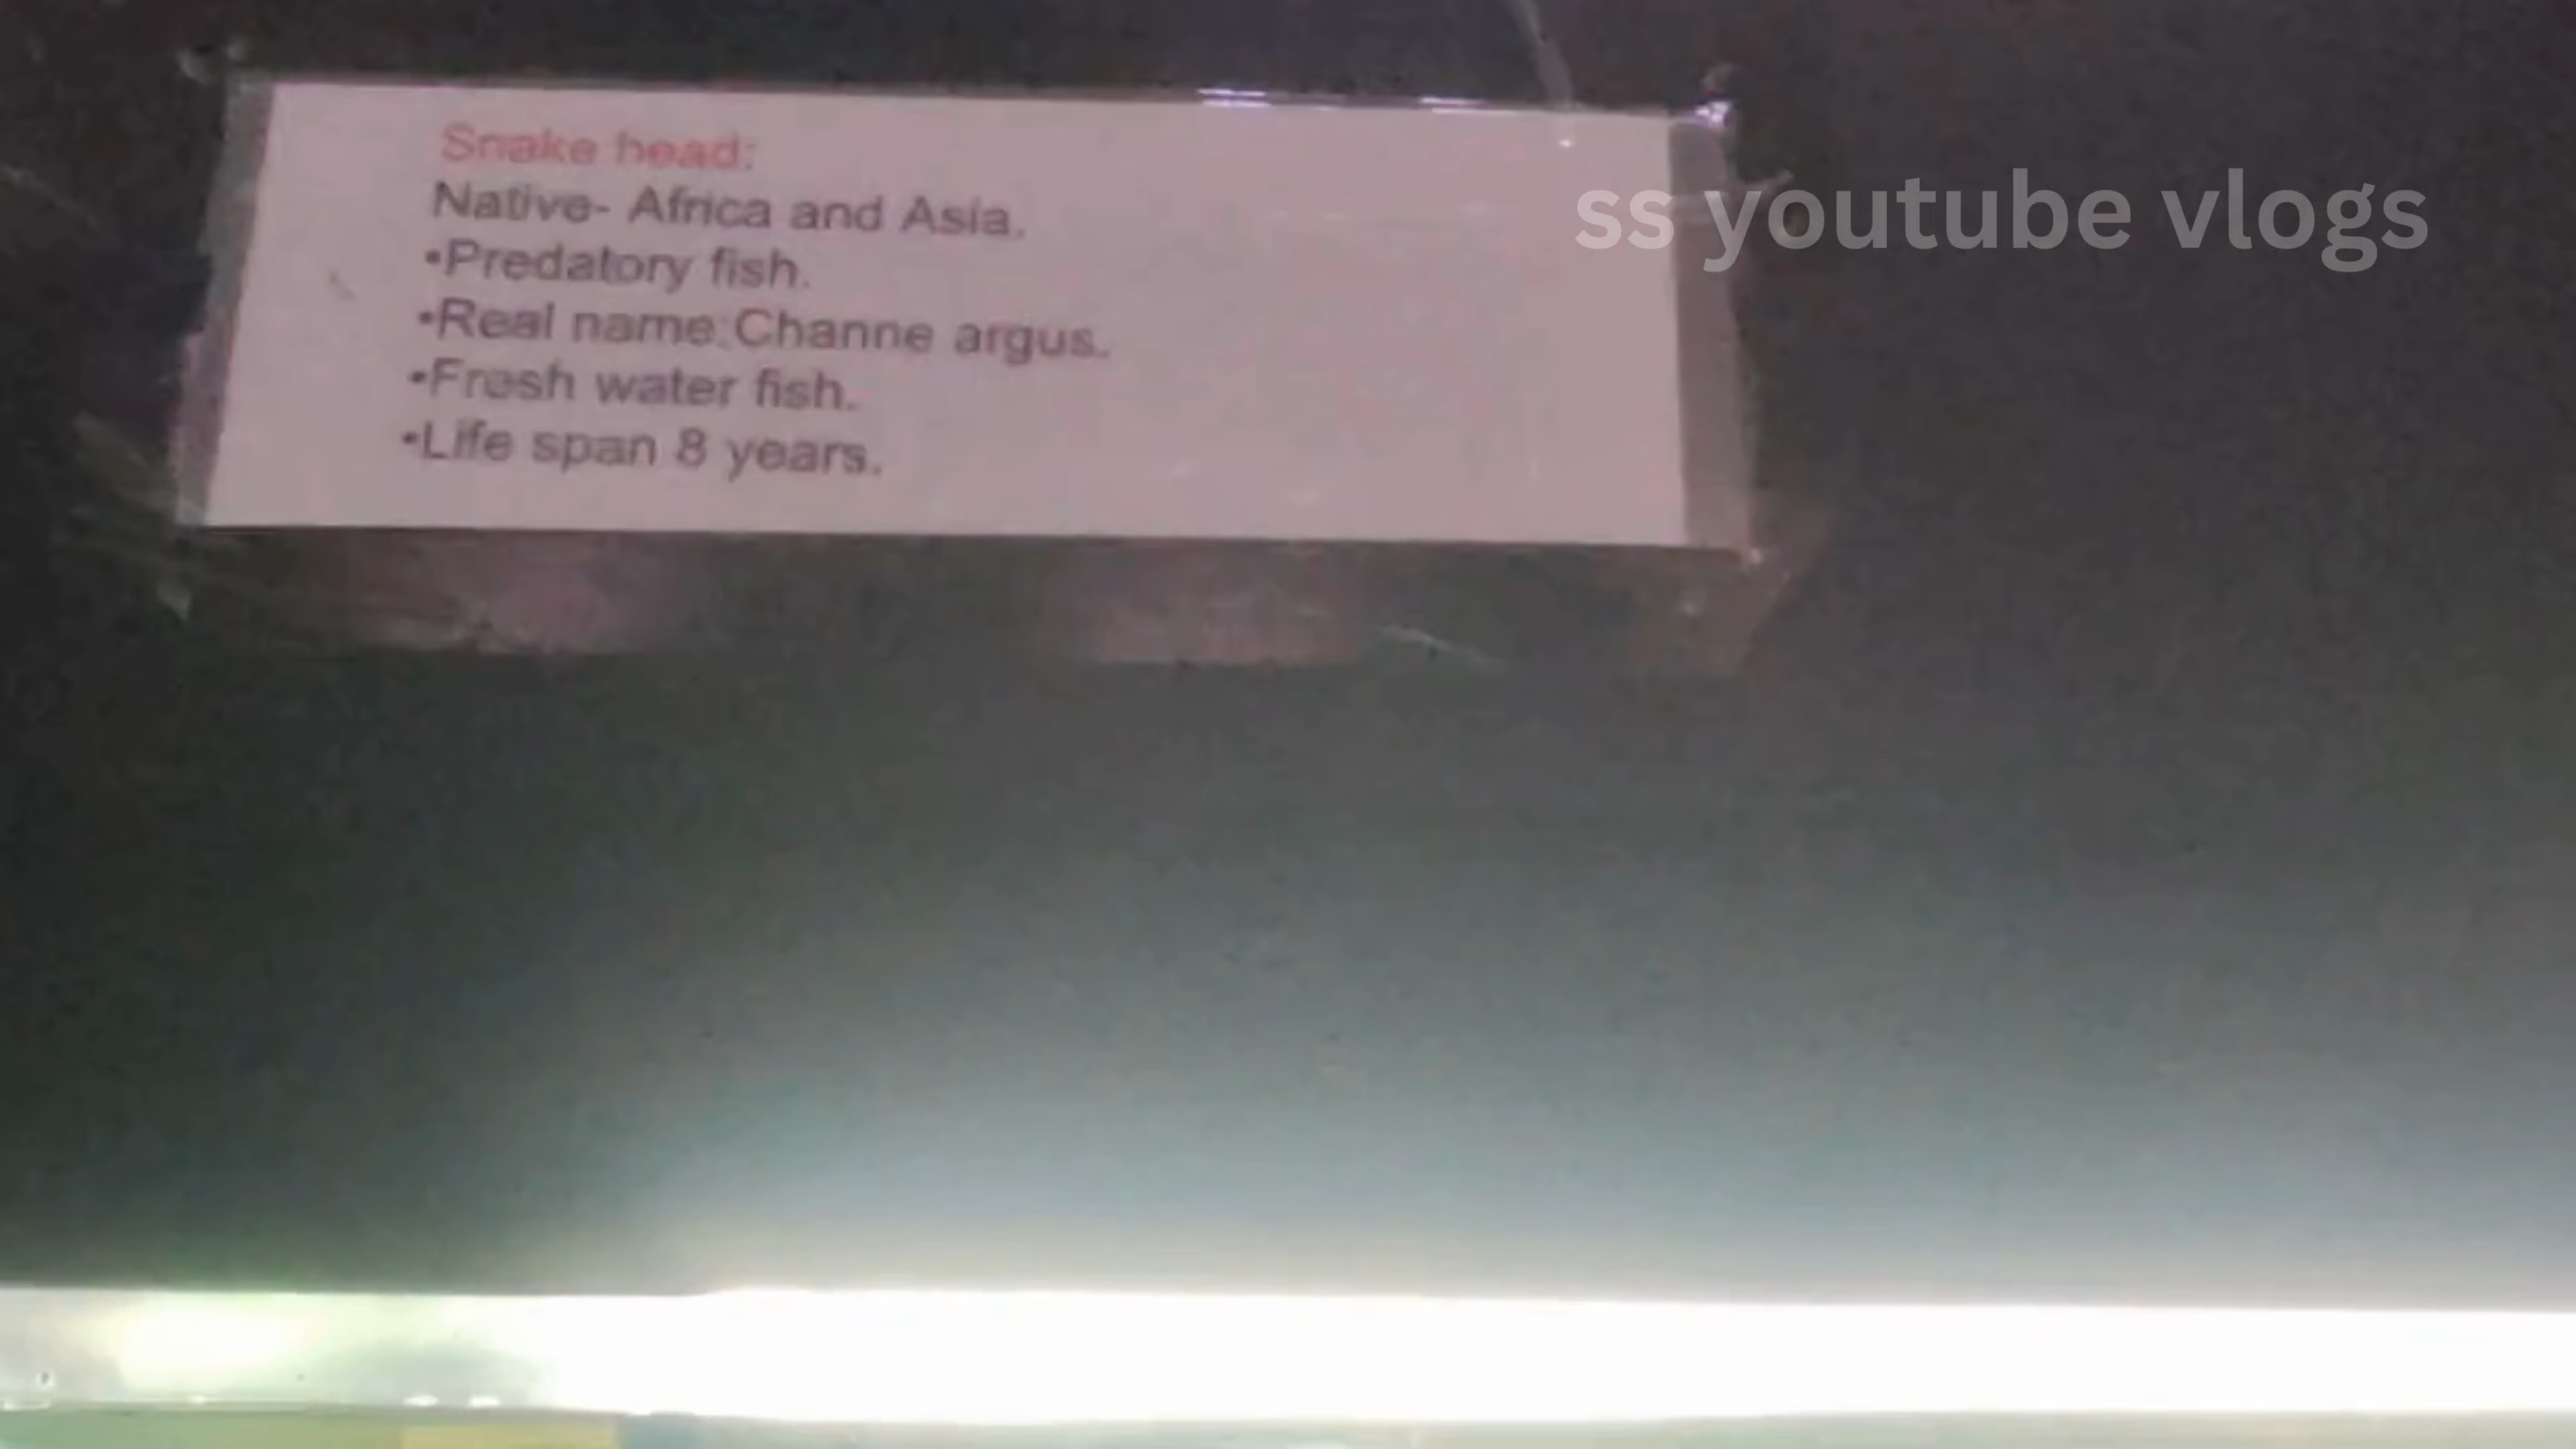 Snake head:
Native- Africa and Asia.
•Predatory fish.
•Real name:Channe argus.
•Fresh water fish.
•Life span 8 years.
ss youtube vlogs